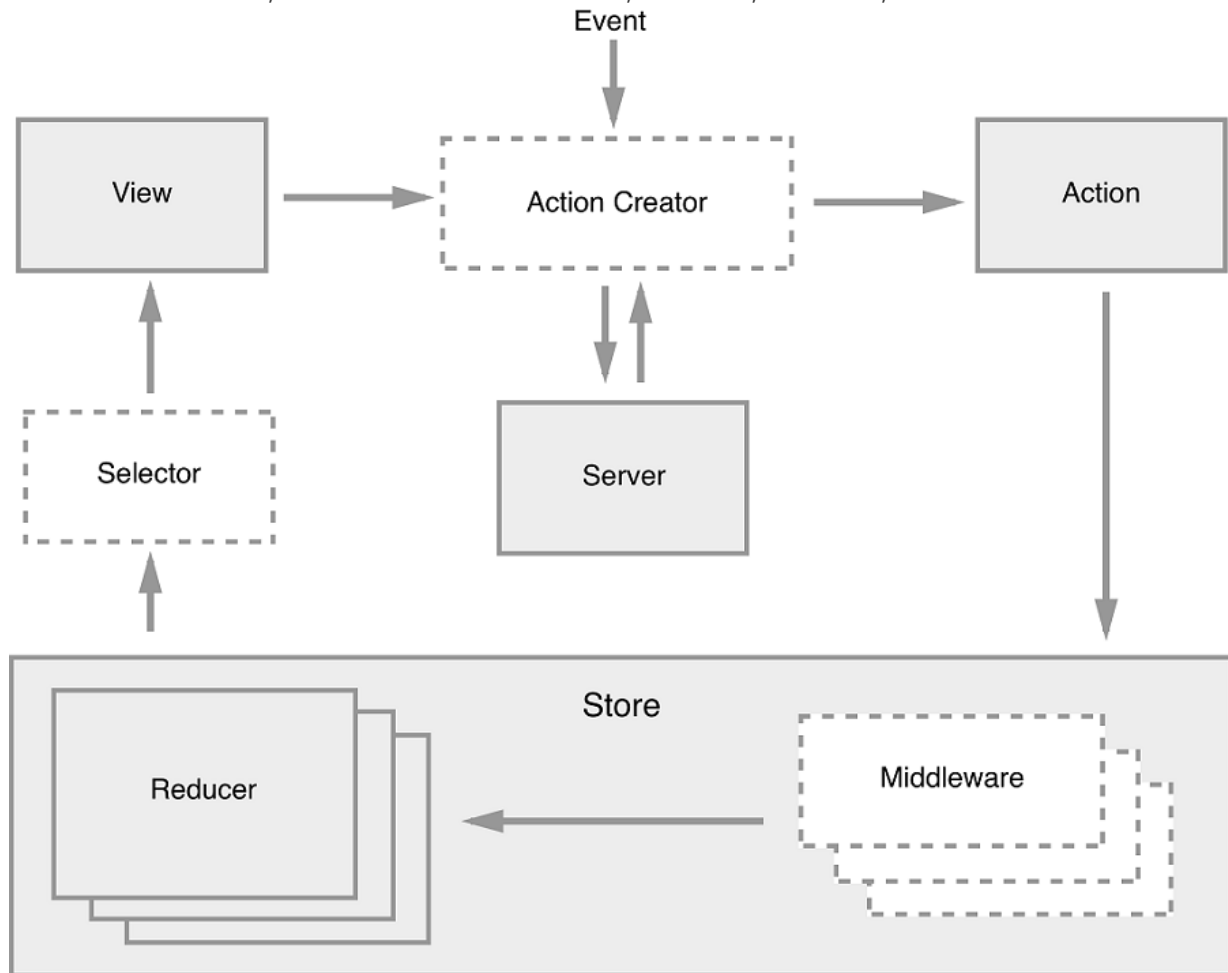 Event
View
Action Creator
Action
Selector
Server
Store
Reducer
Middleware